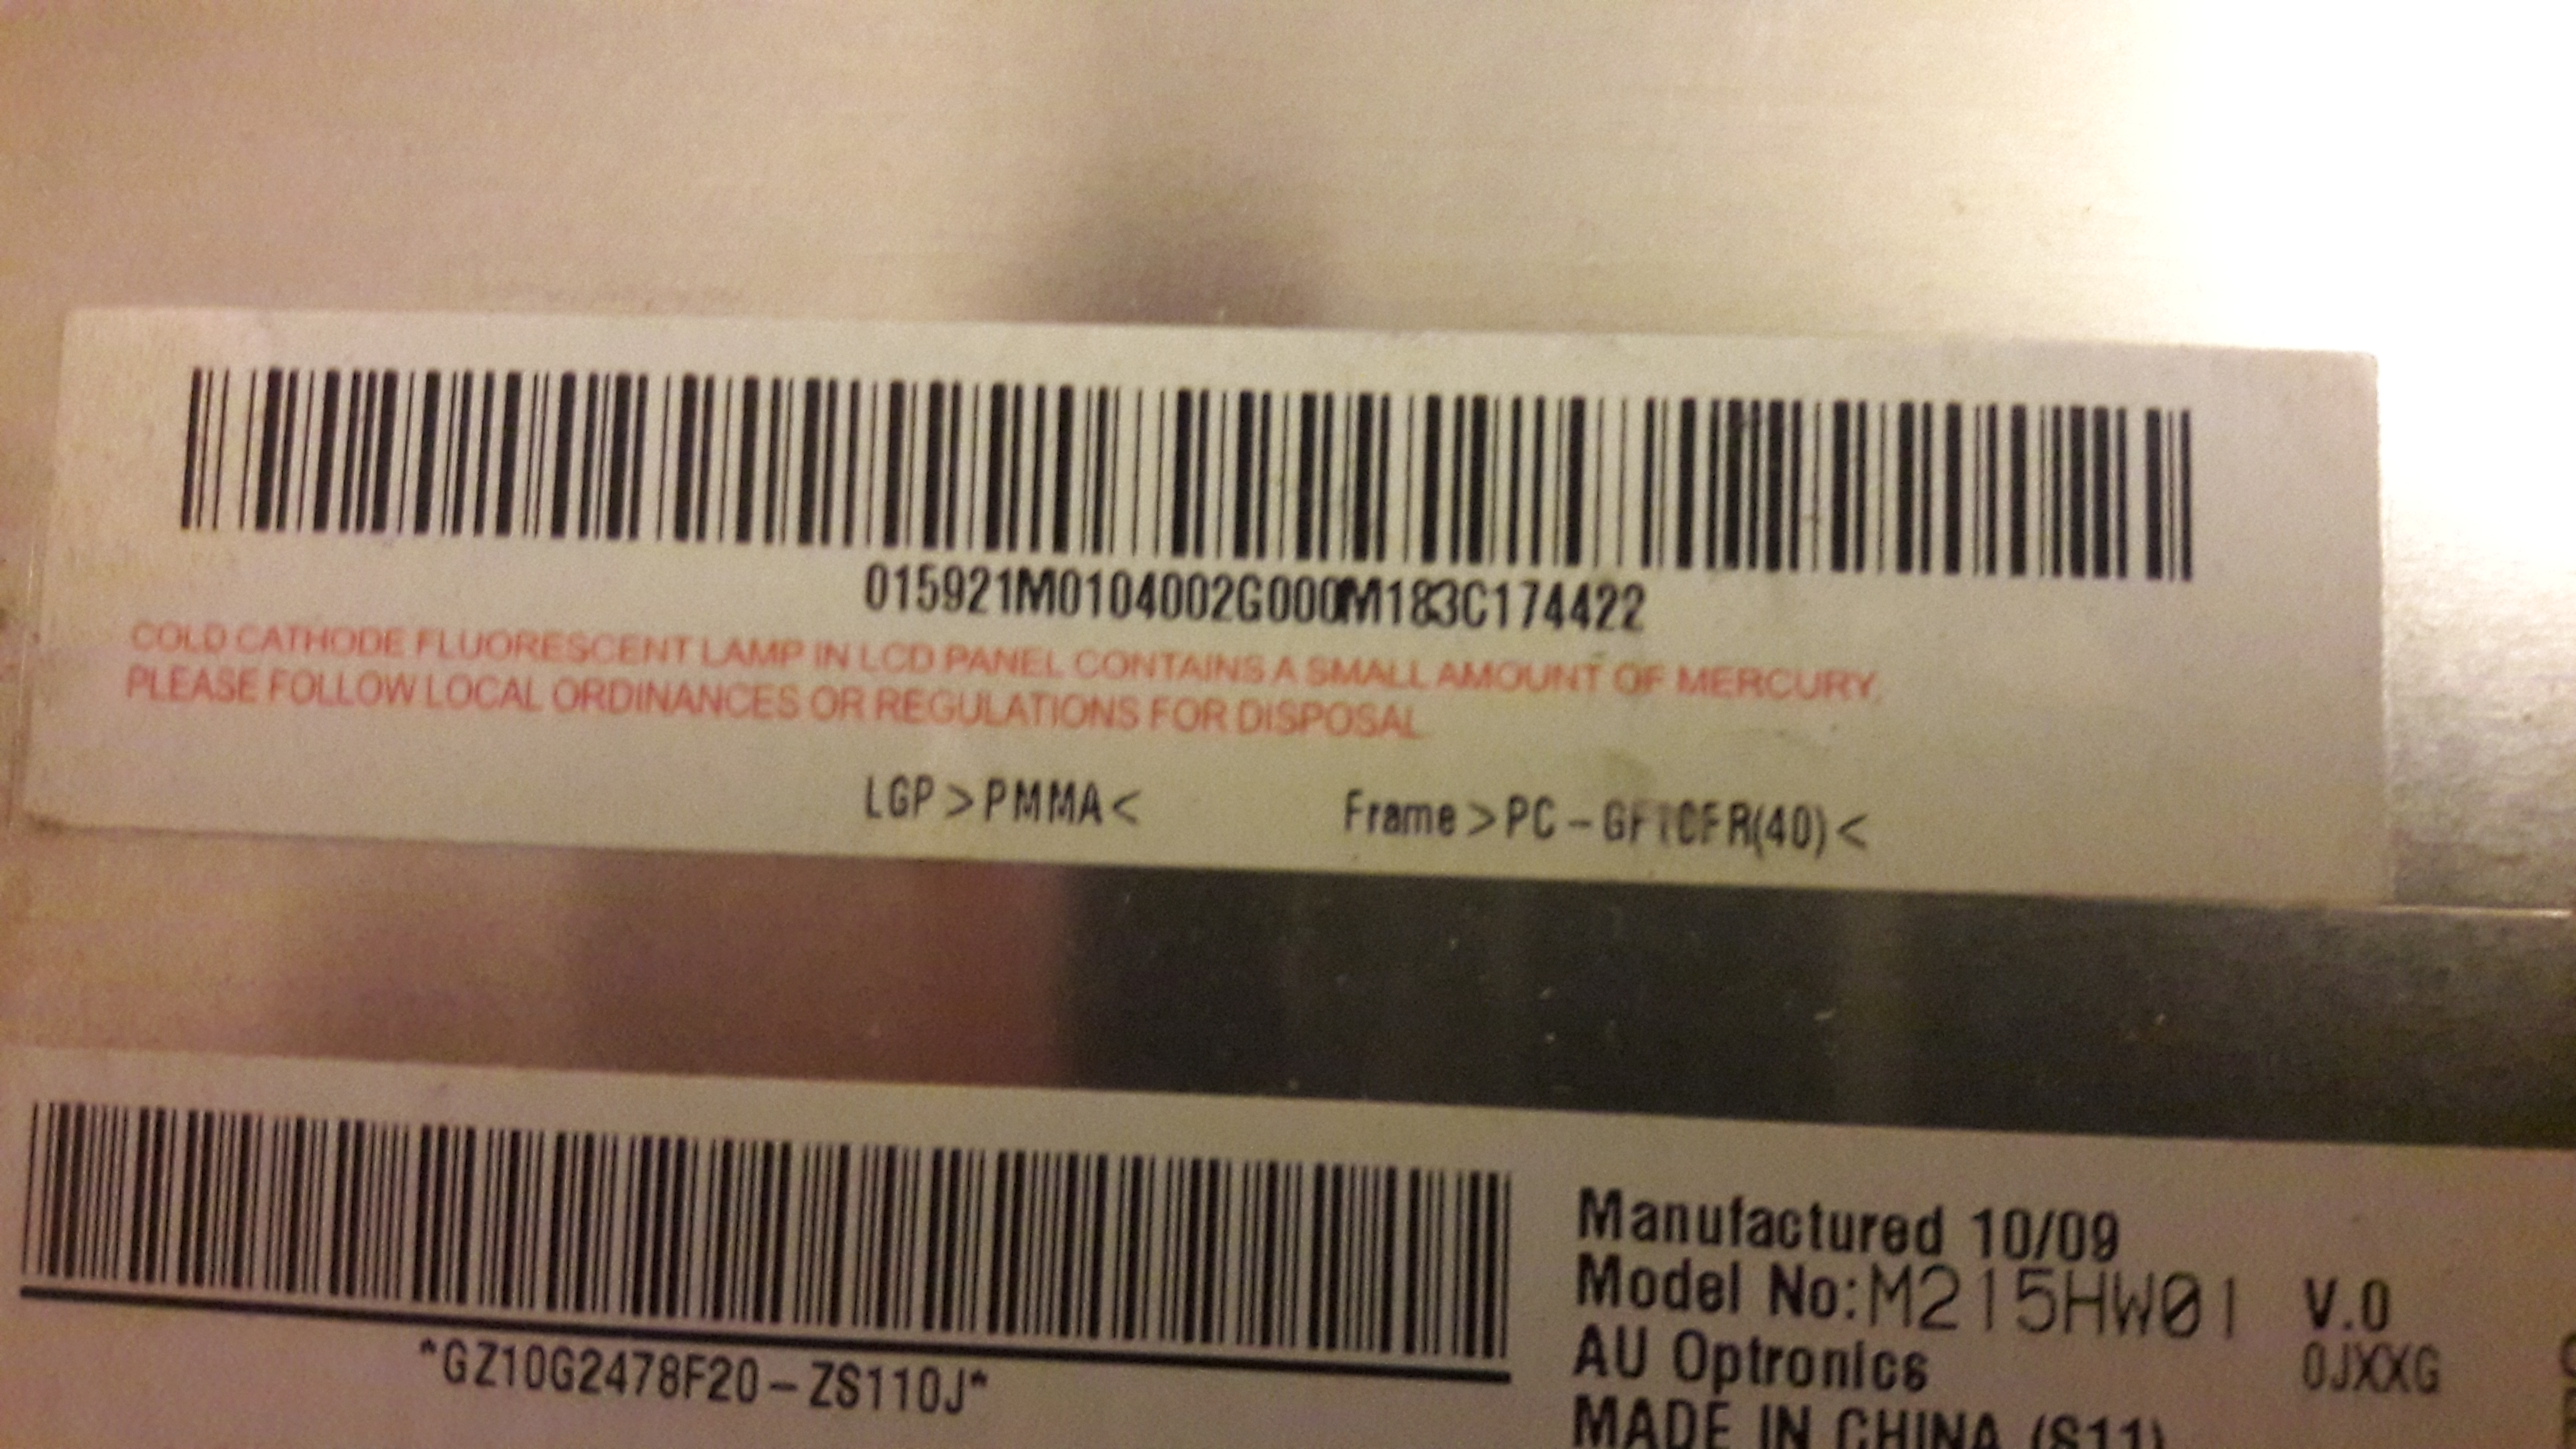 015921M0104002G000M183C174422
COLD CATHODE FLUORESCENT LAMP IN LCD PANEL CONTAINS A SMALL AMOUNT OF MERCURY,
PLEASE FOLLOW LOCAL ORDINANCES OR REGULATIONS FOR DISPOSAL
LGP>PMMA< Frame>PC-GFTCFR(40)<
*GZ10G2478F20-ZS110J*
Manufactured 10/09
Model No:M215HW01 V.0
AU Optronics 0JXXG
MADE IN CHINA (S11)